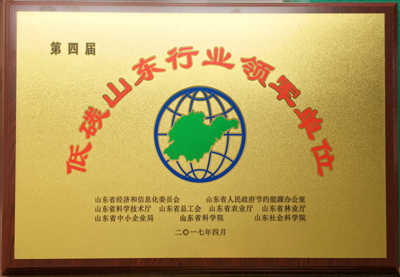 第四届
低碳山东行业领军单位
山东省经济和信息化委员会 山东省人民政府节约能源办公室
山东省科学技术厅 山东省总工会 山东省农业厅 山东省林业厅
山东省中小企业局 山东省科学院 山东社会科学院
二〇一七年四月